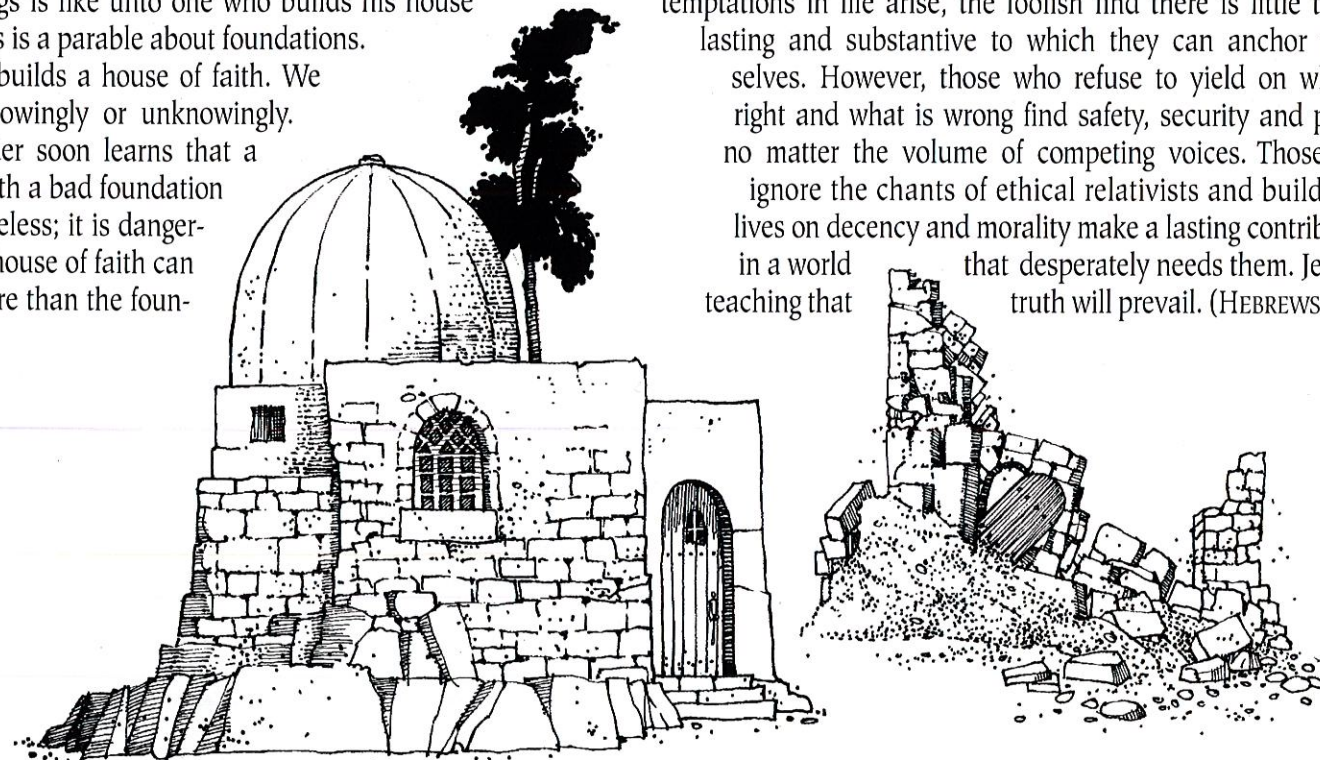 gs is like unto one who builds his house
s is a parable about foundations.
builds a house of faith. We
owingly or unknowingly.
er soon learns that a
th a bad foundation
eless; it is danger-
house of faith can
re than the foun-
temptations in life arise, the foolish find there is little
lasting and substantive to which they can anchor
selves. However, those who refuse to yield on
right and what is wrong find safety, security and
no matter the volume of competing voices. Those
ignore the chants of ethical relativists and build
lives on decency and morality make a lasting contrib
in a world that desperately needs them. Je
teaching that truth will prevail. (HEBREWS